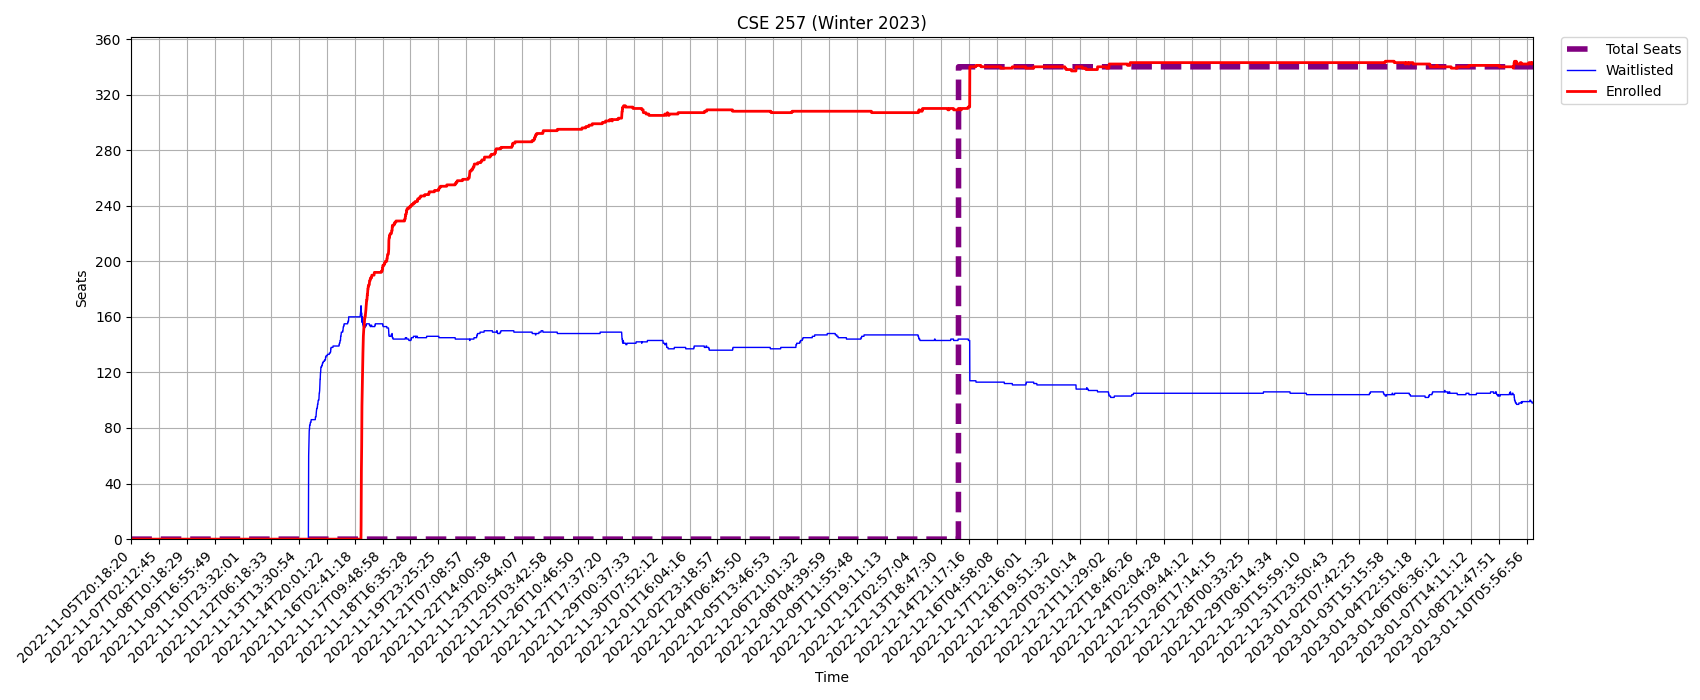 CSE 257 (Winter 2023)
360
320
280
240
200
160
120
80
40
0
Seats
2022-11-05T20:18:20
2022-11-07T02:12:45
2022-11-08T10:18:29
2022-11-09T16:55:49
2022-11-10T23:32:01
2022-11-12T06:18:33
2022-11-13T13:30:54
2022-11-14T20:01:22
2022-11-16T02:41:18
2022-11-17T09:48:58
2022-11-18T16:35:28
2022-11-19T23:25:25
2022-11-21T07:08:57
2022-11-22T14:00:58
2022-11-23T20:54:07
2022-11-25T03:42:58
2022-11-26T10:46:50
2022-11-27T17:37:20
2022-11-29T00:37:33
2022-11-30T07:52:12
2022-12-01T16:04:16
2022-12-02T23:18:57
2022-12-04T06:45:50
2022-12-05T13:46:53
2022-12-06T21:01:32
2022-12-08T04:39:59
2022-12-09T11:55:48
2022-12-10T19:11:13
2022-12-12T02:57:04
2022-12-13T18:47:30
2022-12-14T21:17:16
2022-12-16T04:58:08
2022-12-17T12:16:01
2022-12-18T19:51:32
2022-12-20T03:10:14
2022-12-21T11:29:02
2022-12-22T18:46:26
2022-12-24T02:04:28
2022-12-25T09:44:12
2022-12-26T17:14:15
2022-12-28T00:33:25
2022-12-29T08:14:34
2022-12-30T15:59:10
2022-12-31T23:50:43
2023-01-02T07:42:25
2023-01-03T15:15:58
2023-01-04T22:51:18
2023-01-06T06:36:12
2023-01-07T14:11:12
2023-01-08T21:47:51
2023-01-10T05:56:56
Time
Total Seats
Waitlisted
Enrolled